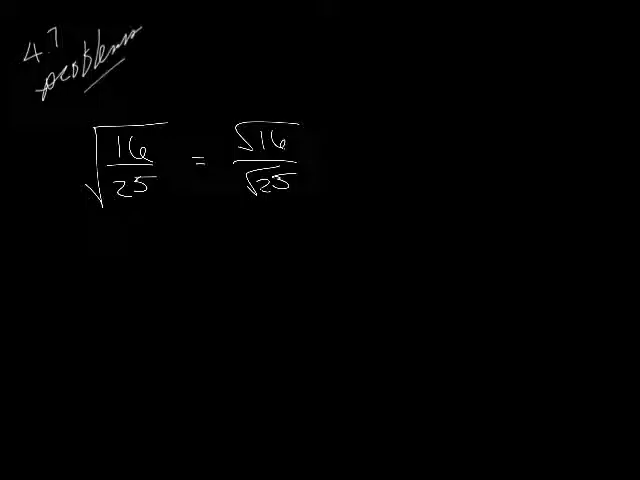 4.7
problems
√(16/25) = √16/√25